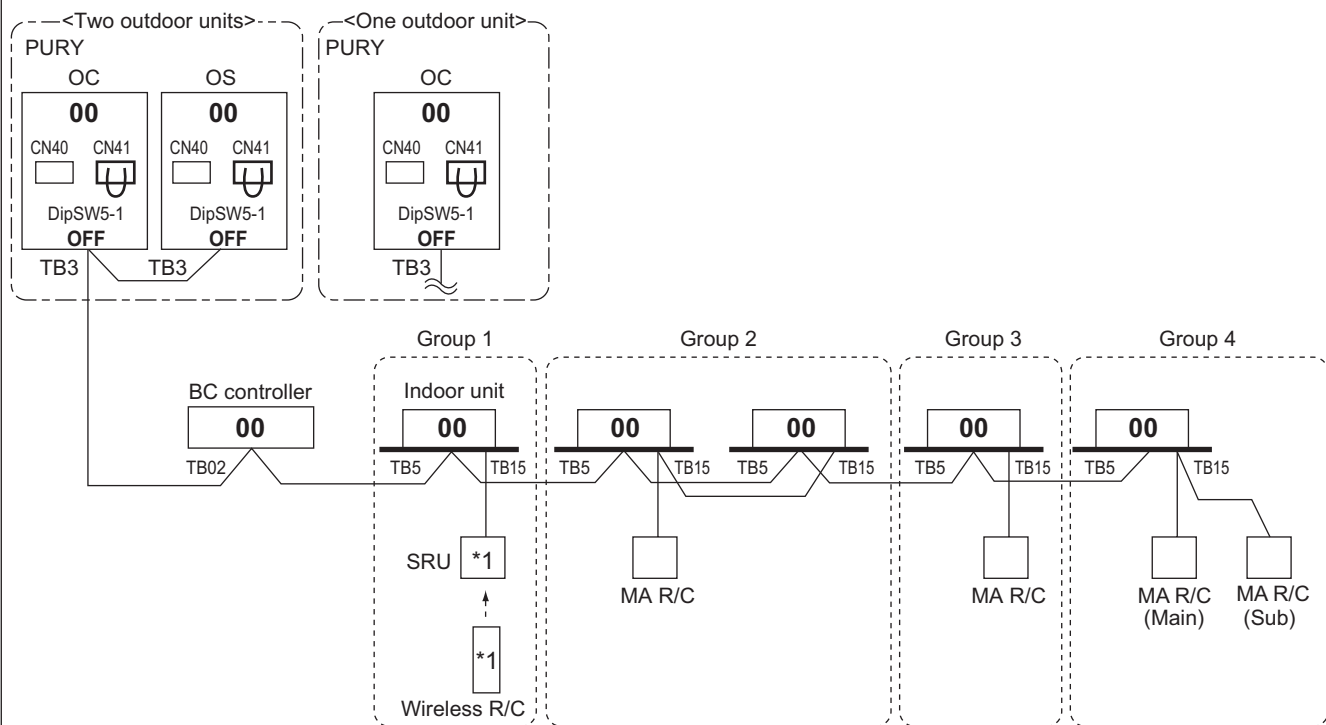 <Two outdoor units>
<One outdoor unit>
PURY
PURY
OC
OS
OC
00
00
00
CN40 CN41
CN40 CN41
CN40 CN41
DipSW5-1
DipSW5-1
DipSW5-1
OFF
OFF
OFF
TB3
TB3
TB3
Group 1
Group 2
Group 3
Group 4
BC controller
Indoor unit
00
00
00
00
00
00
TB02
TB5
TB15
TB5
TB15
TB5
TB15
TB5
TB15
TB5
TB15
SRU
*1
MA R/C
MA R/C
MA R/C
(Main)
MA R/C
(Sub)
*1
Wireless R/C